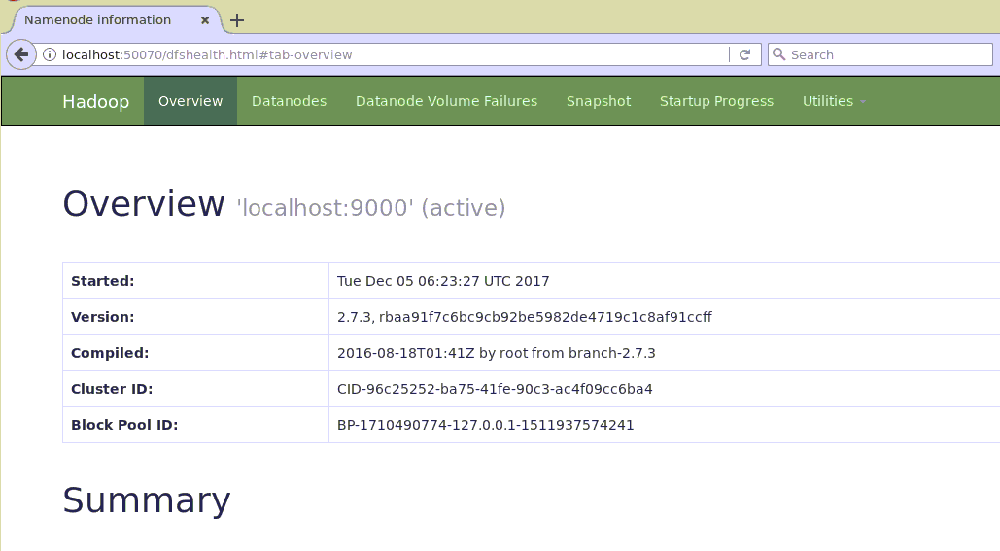 Namenode information
localhost:50070/dfshealth.html#tab-overview Search
Hadoop Overview Datanodes Datanode Volume Failures Snapshot Startup Progress Utilities
Overview 'localhost:9000' (active)
Started: Tue Dec 05 06:23:27 UTC 2017
Version: 2.7.3, rbaa91f7c6bc9cb92be5982de4719c1c8af91ccff
Compiled: 2016-08-18T01:41Z by root from branch-2.7.3
Cluster ID: CID-96c25252-ba75-41fe-90c3-ac4f09cc6ba4
Block Pool ID: BP-1710490774-127.0.0.1-1511937574241
Summary